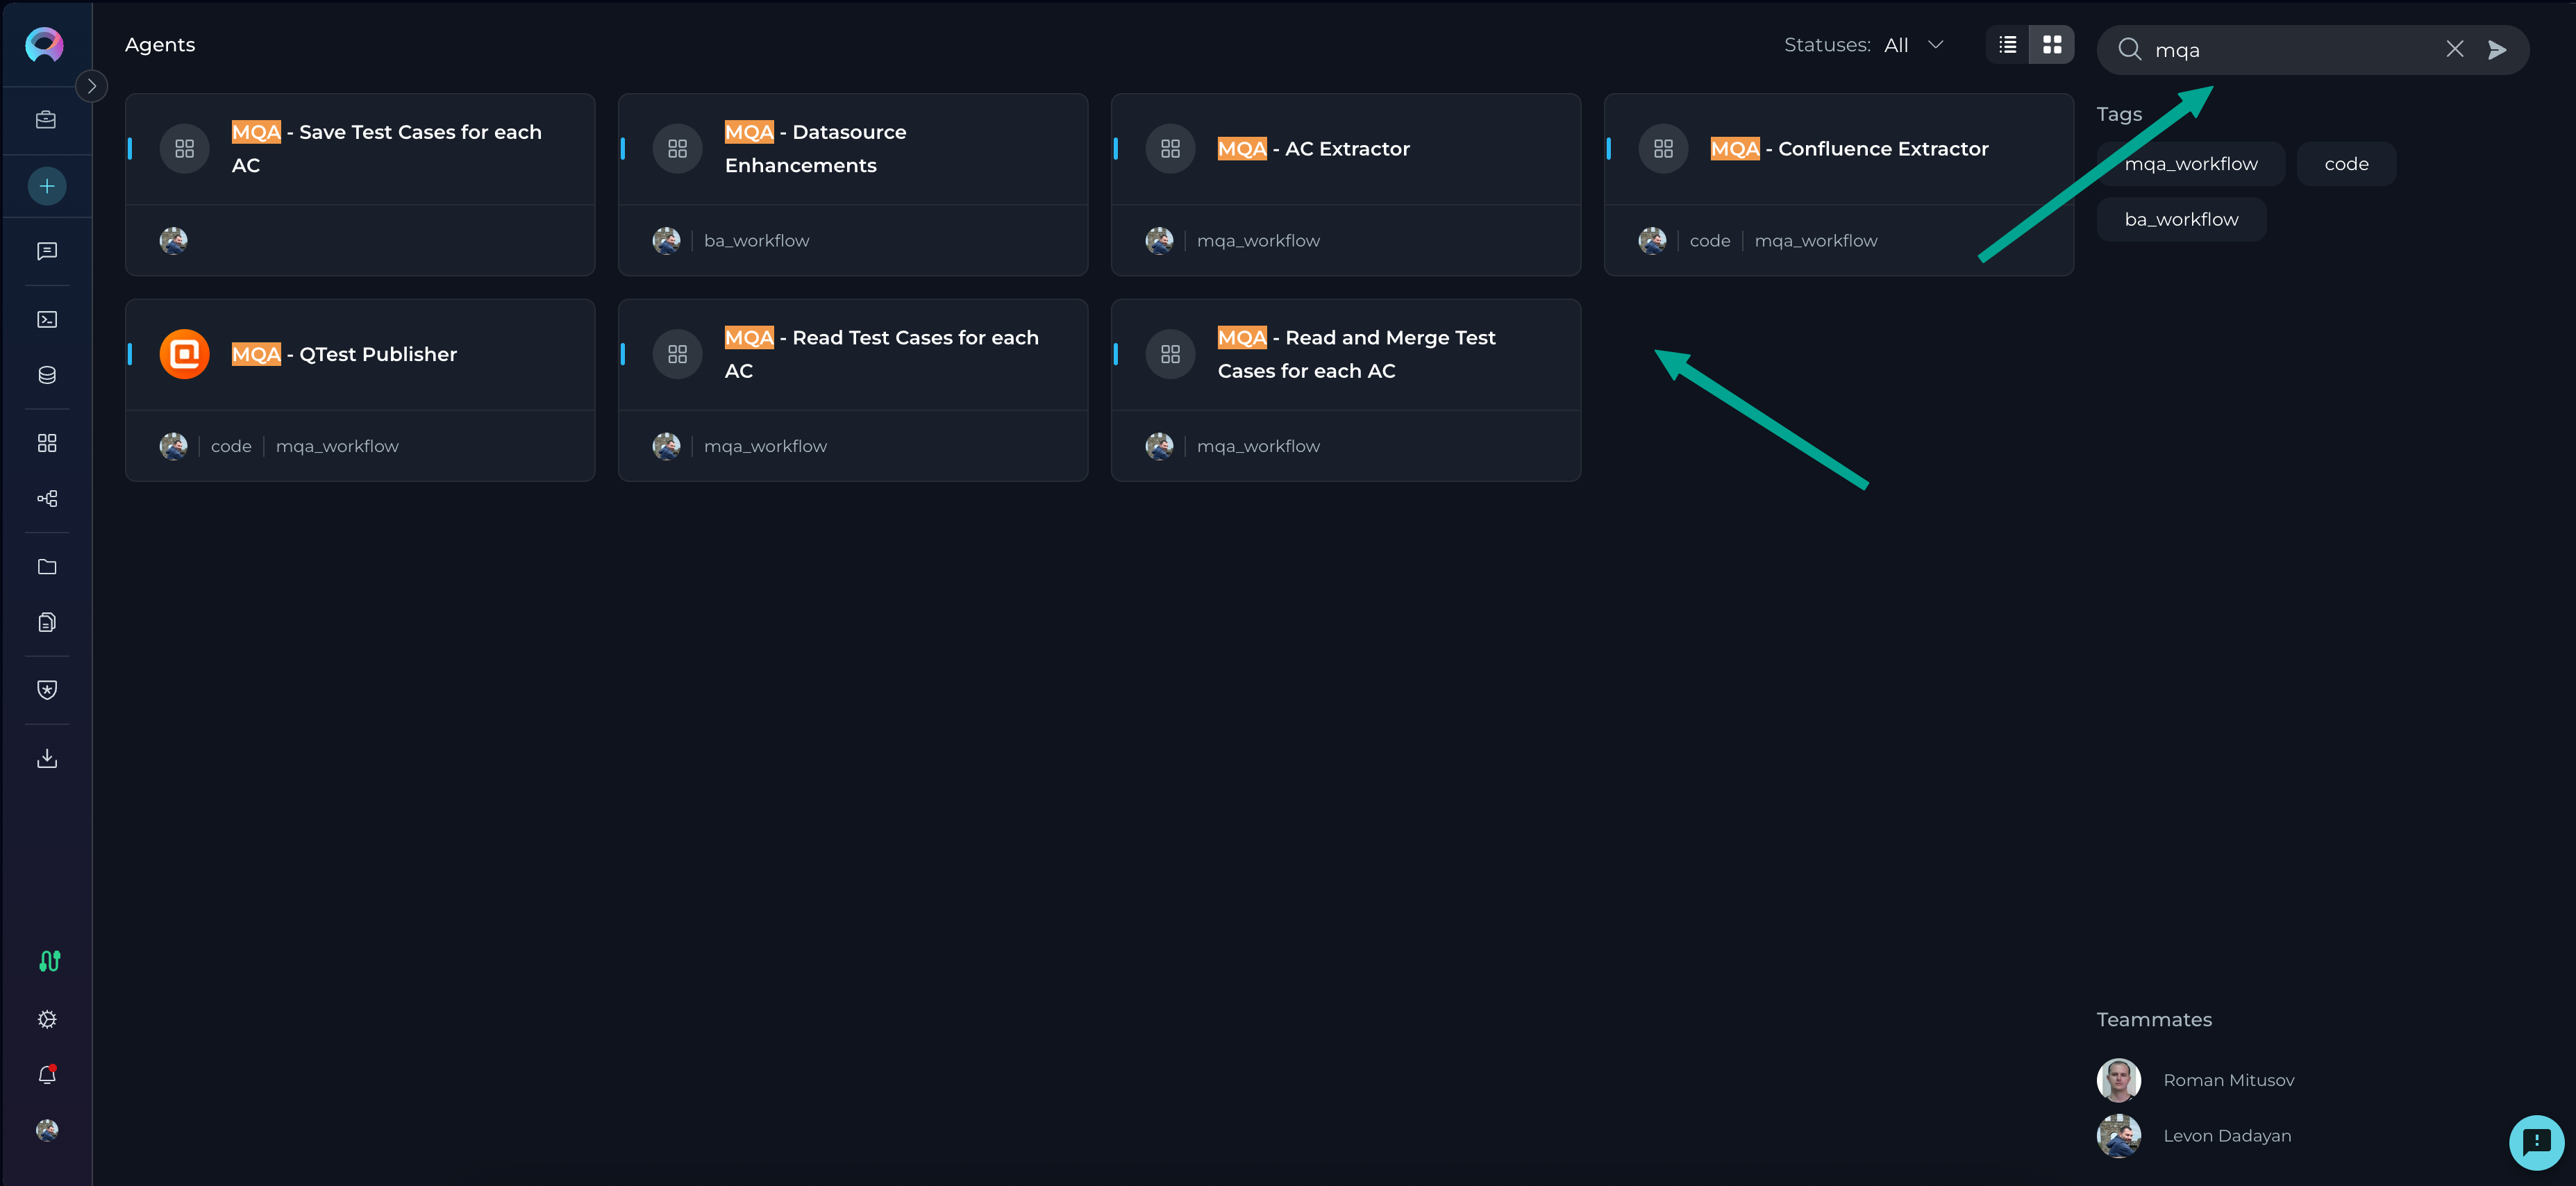 Agents
Statuses: All
mqa
MQA - Save Test Cases for each
AC
MQA - Datasource
Enhancements
ba_workflow
MQA - AC Extractor
mqa_workflow
MQA - Confluence Extractor
code mqa_workflow
MQA - QTest Publisher
code mqa_workflow
MQA - Read Test Cases for each
AC
mqa_workflow
MQA - Read and Merge Test
Cases for each AC
mqa_workflow
Tags
mqa_workflow code
ba_workflow
Teammates
Roman Mitusov
Levon Dadayan